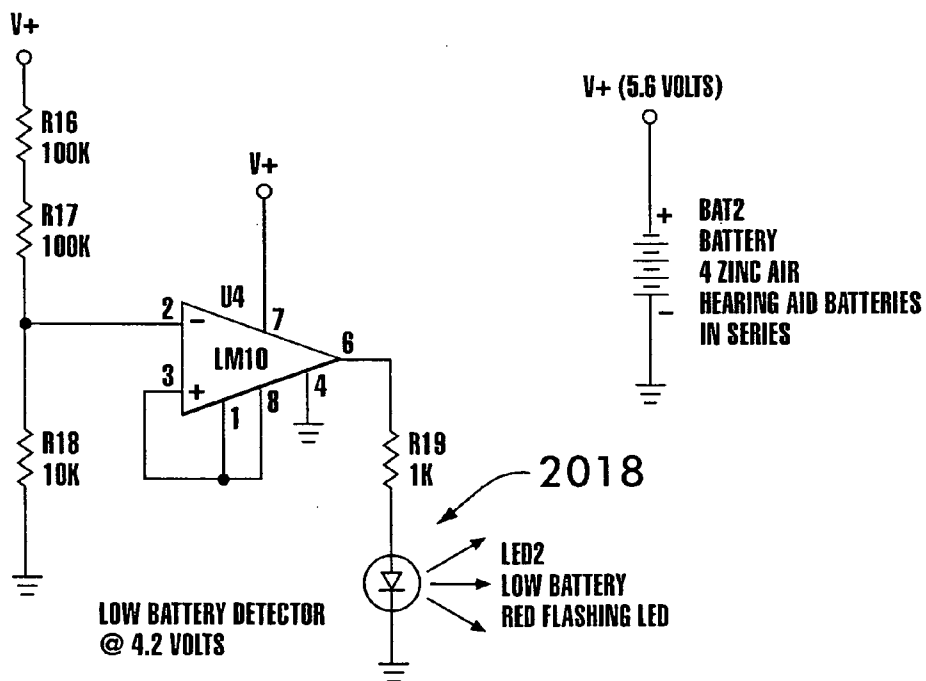 V+
R16
100K
R17
100K
V+
U4
2
-
7
LM10
6
3
+
1
8
4
R18
10K
R19
1K
2018
LED2
LOW BATTERY
RED FLASHING LED
LOW BATTERY DETECTOR
@ 4.2 VOLTS
V+ (5.6 VOLTS)
+
BAT2
BATTERY
4 ZINC AIR
HEARING AID BATTERIES
IN SERIES
-